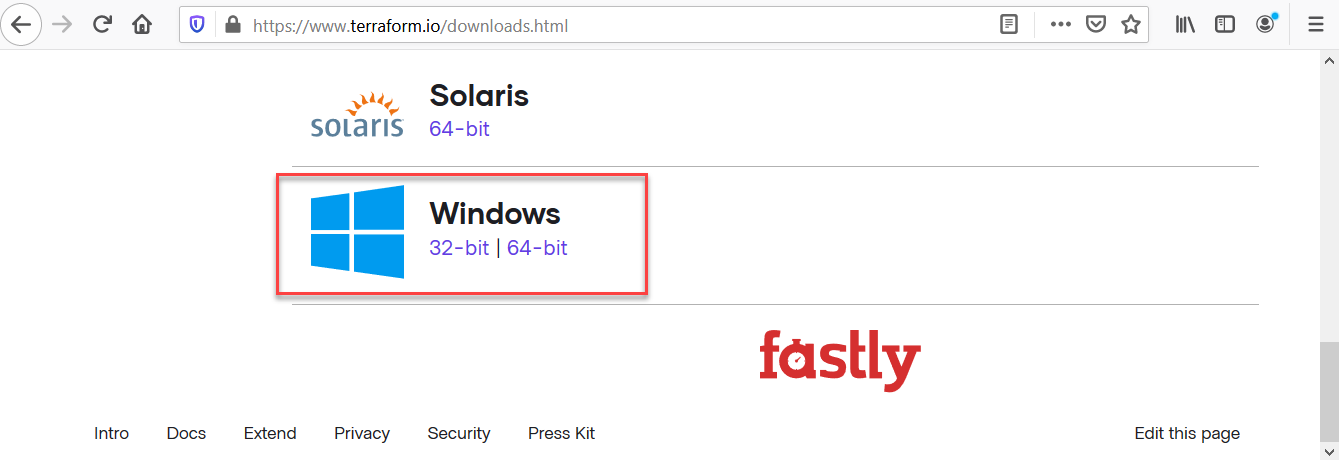 https://www.terraform.io/downloads.html
solaris
Solaris
64-bit
Windows
32-bit | 64-bit
fastly
Intro Docs Extend Privacy Security Press Kit Edit this page